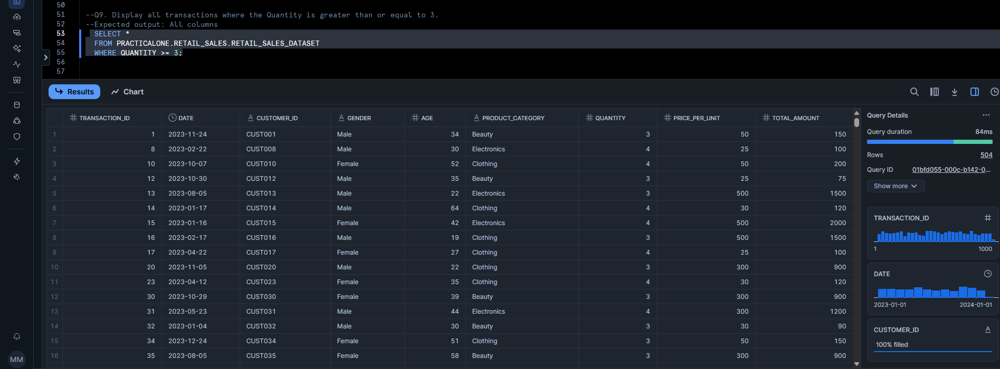 50
51 --Q9. Display all transactions where the Quantity is greater than or equal to 3.
52 --Expected output: All columns
53 SELECT *
54 FROM PRACTICALONE.RETAIL_SALES.RETAIL_SALES_DATASET
55 WHERE QUANTITY >= 3;
56
57
Results Chart
TRANSACTION_ID DATE CUSTOMER_ID GENDER AGE PRODUCT_CATEGORY QUANTITY PRICE_PER_UNIT TOTAL_AMOUNT
1 1 2023-11-24 CUST001 Male 34 Beauty 3 50 150
2 8 2023-02-22 CUST008 Male 30 Electronics 4 25 100
3 10 2023-10-07 CUST010 Female 52 Clothing 4 50 200
4 12 2023-10-30 CUST012 Male 35 Beauty 3 25 75
5 13 2023-08-05 CUST013 Male 22 Electronics 3 500 1500
6 14 2023-01-17 CUST014 Male 64 Clothing 4 30 120
7 15 2023-01-16 CUST015 Female 42 Electronics 4 500 2000
8 16 2023-02-17 CUST016 Male 19 Clothing 3 500 1500
9 17 2023-04-22 CUST017 Female 27 Clothing 4 25 100
10 20 2023-11-05 CUST020 Male 22 Clothing 3 300 900
11 23 2023-04-12 CUST023 Female 35 Clothing 4 30 120
12 30 2023-10-29 CUST030 Female 39 Beauty 3 300 900
13 31 2023-05-23 CUST031 Male 44 Electronics 4 300 1200
14 32 2023-01-04 CUST032 Male 30 Beauty 3 30 90
15 34 2023-12-24 CUST034 Female 51 Clothing 3 50 150
16 35 2023-08-05 CUST035 Female 58 Beauty 3 300 900
Query Details ...
Query duration 84ms
Rows 504
Query ID 01bfd055-000c-b142-0...
Show more
TRANSACTION_ID
1 1000
DATE
2023-01-01 2024-01-01
CUSTOMER_ID
100% filled
MM